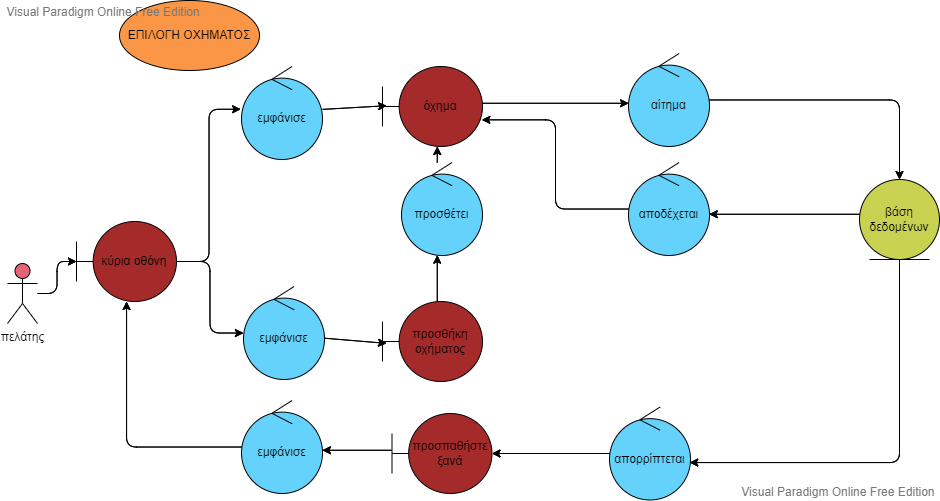 Visual Paradigm Online Free Edition
ΕΠΙΛΟΓΗ ΟΧΗΜΑΤΟΣ
εμφάνισε
όχημα
αίτημα
προσθέτει
αποδέχεται
βάση
δεδομένων
κύρια οθόνη
πελάτης
εμφάνισε
προσθήκη
οχήματος
εμφάνισε
προσπαθήστε
ξανά
απορρίπτεται
Visual Paradigm Online Free Edition